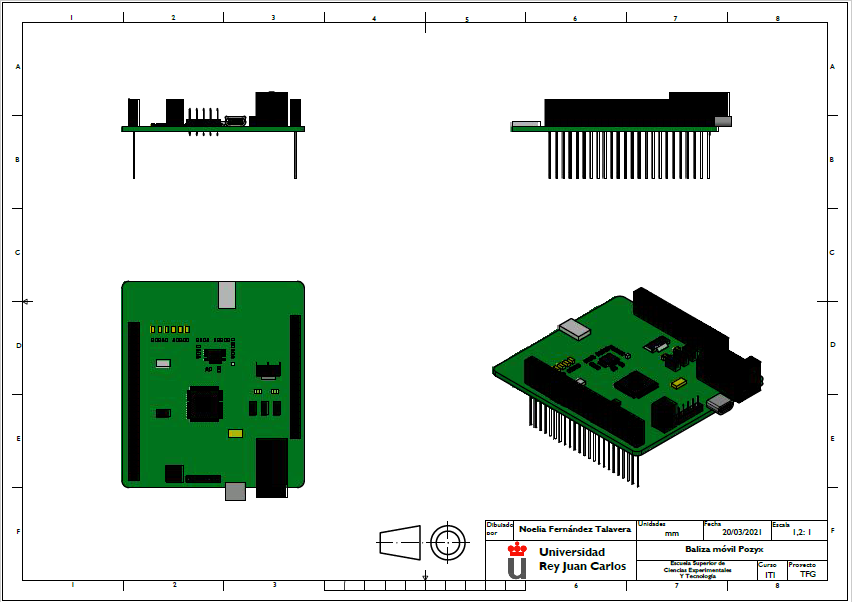 1 2 3 4 5 6 7 8
A A
B B
C C
D D
E E
F F
Dibujado por
Noelia Fernández Talavera
Unidades
mm
Fecha
20/03/2021
Escala
1,2: 1
Universidad
Rey Juan Carlos
Baliza móvil Pozyx
Escuela Superior de
Ciencias Experimentales
Y Tecnología
Curso
ITI
Proyecto
TFG
1 2 3 6 7 8